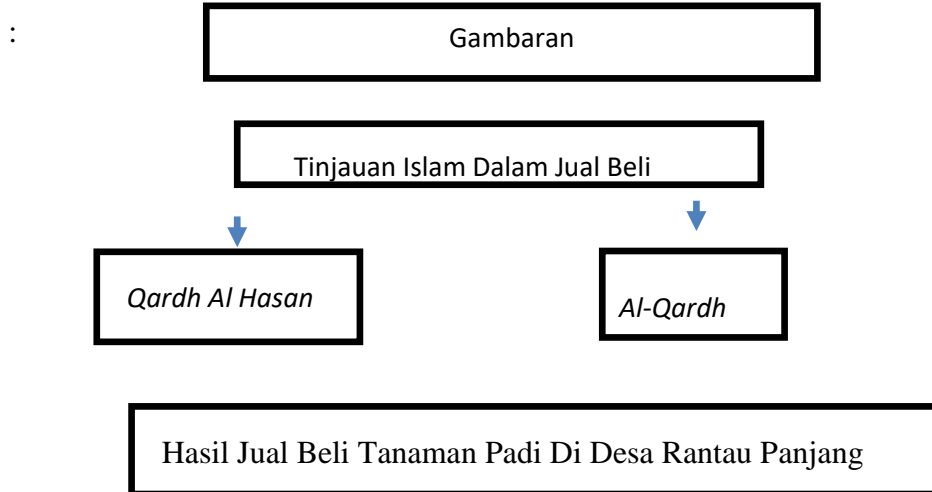 :
Gambaran
Tinjauan Islam Dalam Jual Beli
Qardh Al Hasan
Al-Qardh
Hasil Jual Beli Tanaman Padi Di Desa Rantau Panjang